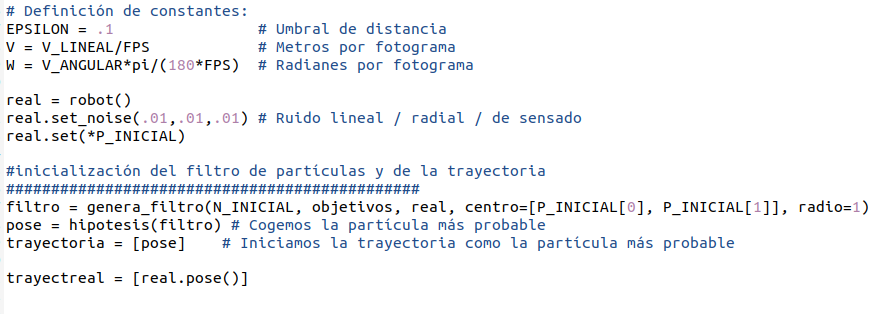 # Definición de constantes:
EPSILON = .1                # Umbral de distancia
V = V_LINEAL/FPS            # Metros por fotograma
W = V_ANGULAR*pi/(180*FPS)  # Radianes por fotograma
real = robot()
real.set_noise(.01,.01,.01) # Ruido lineal / radial / de sensado
real.set(*P_INICIAL)
#inicialización del filtro de partículas y de la trayectoria
##############################################
filtro = genera_filtro(N_INICIAL, objetivos, real, centro=[P_INICIAL[0], P_INICIAL[1]], radio=1)
pose = hipotesis(filtro) # Cogemos la partícula más probable
trayectoria = [pose]    # Iniciamos la trayectoria como la partícula más probable
trayectreal = [real.pose()]